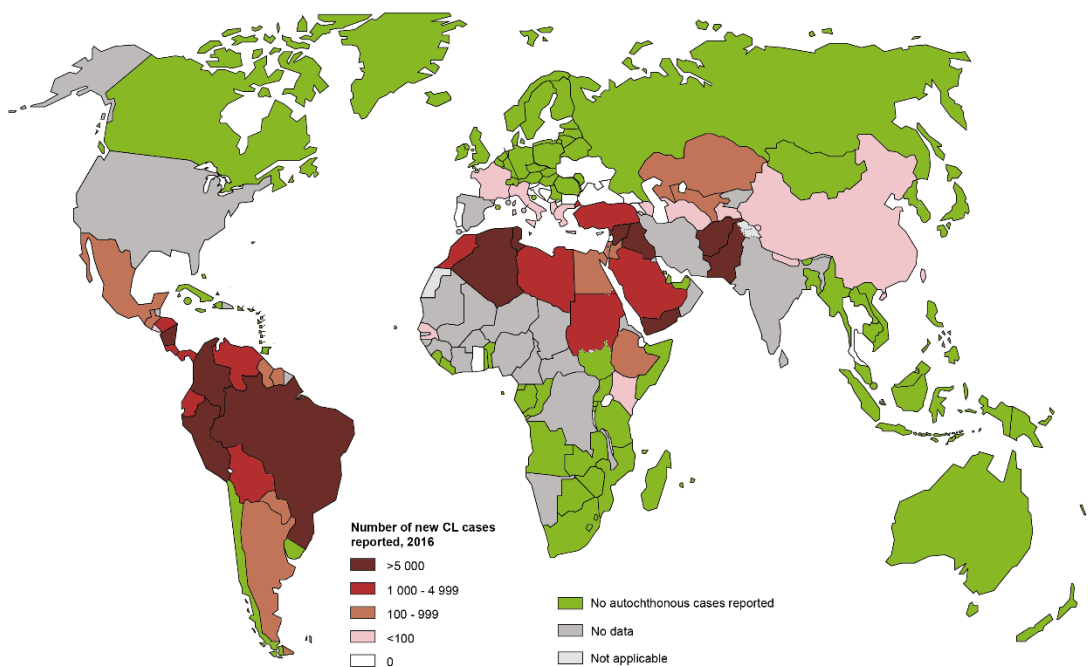 Number of new CL cases
reported, 2016
>5 000
1 000 - 4 999
100 - 999
<100
0
No autochthonous cases reported
No data
Not applicable